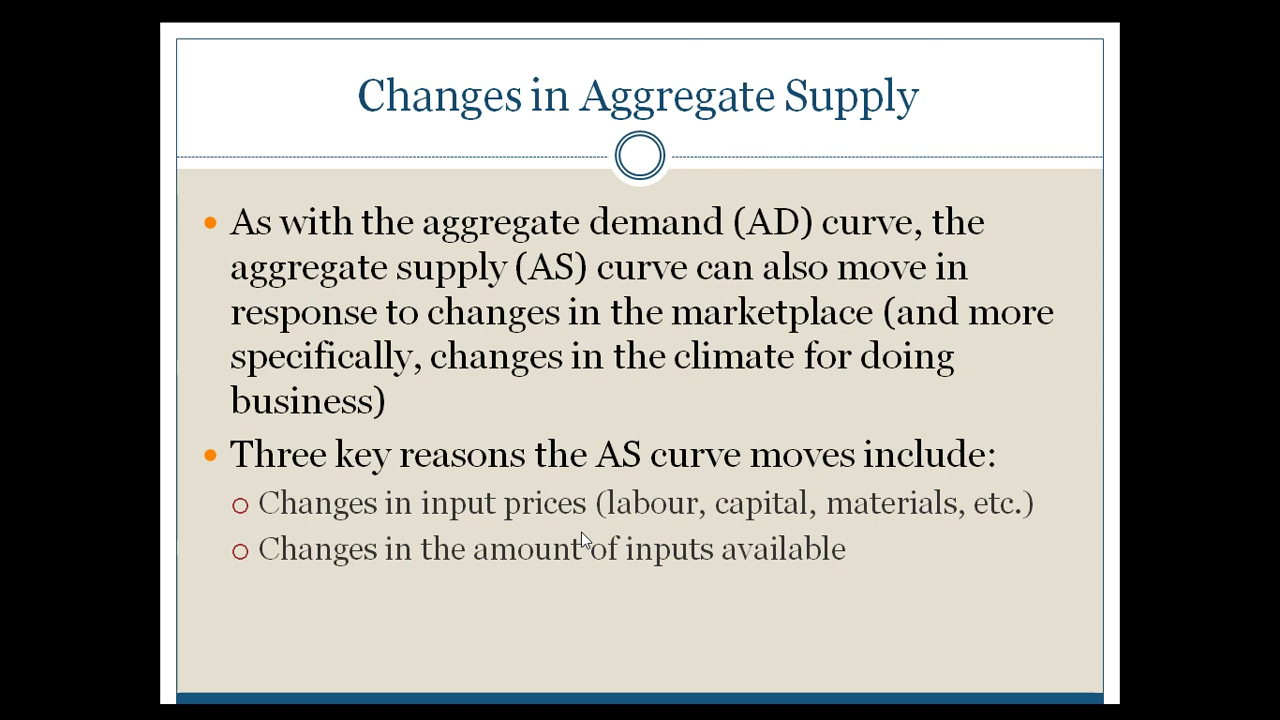 Changes in Aggregate Supply
As with the aggregate demand (AD) curve, the
aggregate supply (AS) curve can also move in
response to changes in the marketplace (and more
specifically, changes in the climate for doing
business)
Three key reasons the AS curve moves include:
Changes in input prices (labour, capital, materials, etc.)
Changes in the amount of inputs available